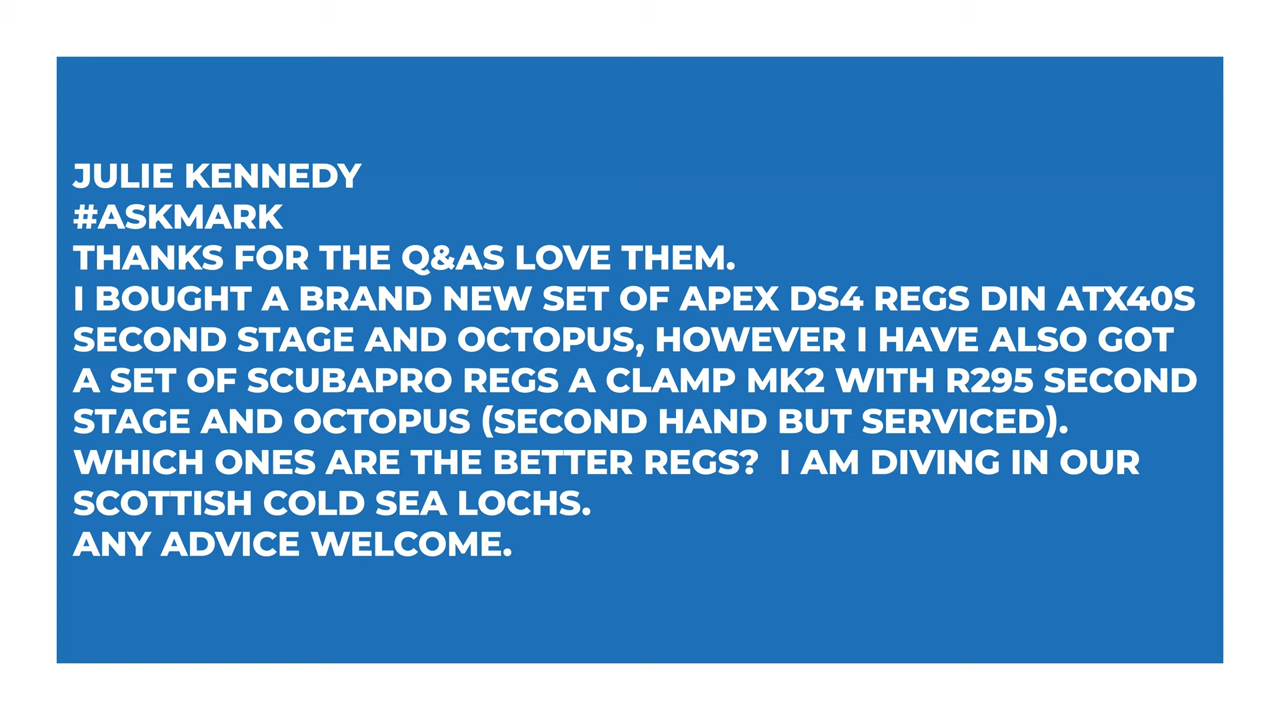 JULIE KENNEDY
#ASKMARK
THANKS FOR THE Q&AS LOVE THEM.
I BOUGHT A BRAND NEW SET OF APEX DS4 REGS DIN ATX40S
SECOND STAGE AND OCTOPUS, HOWEVER I HAVE ALSO GOT
A SET OF SCUBAPRO REGS A CLAMP MK2 WITH R295 SECOND
STAGE AND OCTOPUS (SECOND HAND BUT SERVICED).
WHICH ONES ARE THE BETTER REGS?  I AM DIVING IN OUR
SCOTTISH COLD SEA LOCHS.
ANY ADVICE WELCOME.